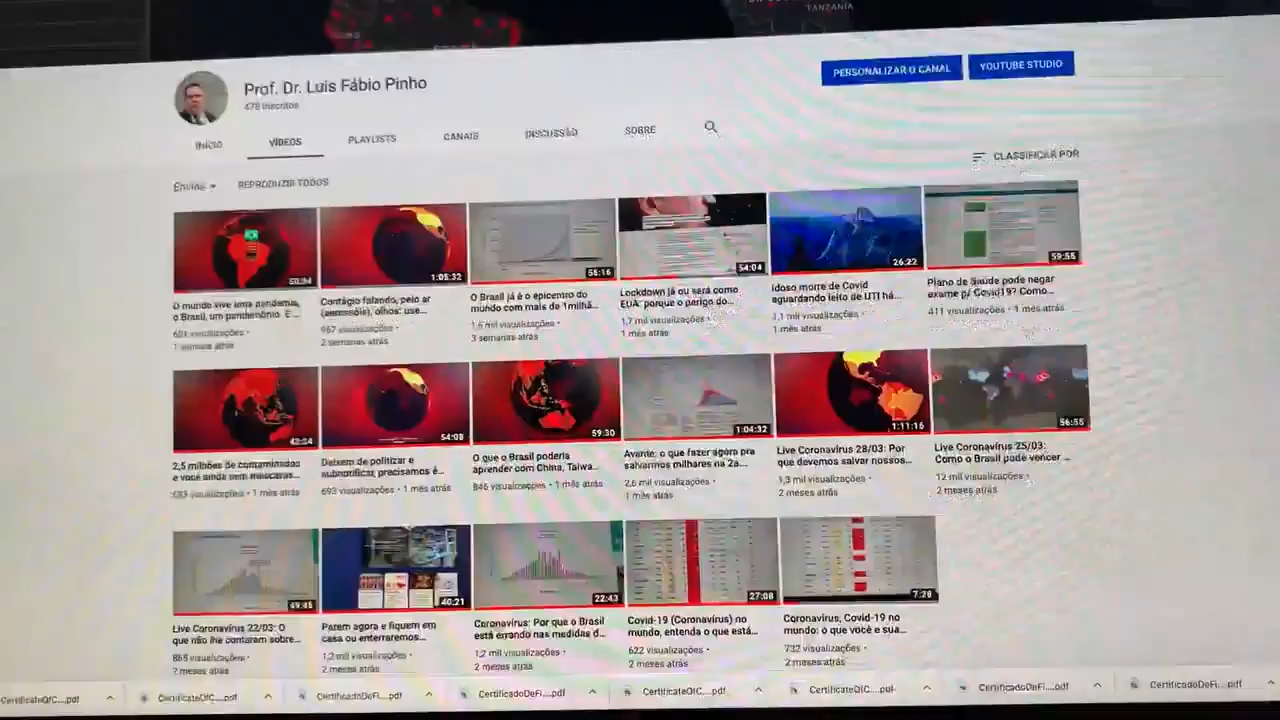 TANZANIA
Prof. Dr. Luis Fábio Pinho
478 inscritos
PERSONALIZAR O CANAL
YOUTUBE STUDIO
INÍCIO
VÍDEOS
PLAYLISTS
CANAIS
DISCUSSÃO
SOBRE
Envios
REPRODUZIR TODOS
CLASSIFICAR POR
1:05:32
56:16
54:04
26:22
59:55
O mundo vive uma pandemia,
o Brasil, um pandemônio. E...
681 visualizações •
1 semana atrás
Contágio falando, pelo ar
(aerossóis), olhos: use...
967 visualizações •
2 semanas atrás
O Brasil já é o epicentro do
mundo com mais de 1milhã...
1,6 mil visualizações •
3 semanas atrás
Lockdown já ou será como
EUA: porque o perigo do...
1,7 mil visualizações •
1 mês atrás
Idoso morre de Covid
aguardando leito de UTI há...
1,1 mil visualizações •
1 mês atrás
Plano de Saúde pode negar
exame p/ Covid19? Como...
411 visualizações • 1 mês atrás
42:24
54:08
59:30
1:04:32
1:11:16
56:55
2,5 milhões de contaminados
e você ainda sem máscaras...
683 visualizações • 1 mês atrás
Deixem de politizar e
subnotificar, precisamos é...
693 visualizações • 1 mês atrás
O que o Brasil poderia
aprender com China, Taiwa...
846 visualizações • 1 mês atrás
Avante: o que fazer agora pra
salvarmos milhares na 2a...
2,6 mil visualizações •
1 mês atrás
Live Coronavírus 28/03: Por
que devemos salvar nossos...
1,3 mil visualizações •
2 meses atrás
Live Coronavírus 25/03:
Como o Brasil pode vencer ...
12 mil visualizações •
2 meses atrás
49:45
40:21
22:43
27:08
7:28
Live Coronavírus 22/03: O
que não lhe contaram sobre...
865 visualizações •
2 meses atrás
Parem agora e fiquem em
casa ou enterraremos...
1,2 mil visualizações •
2 meses atrás
Coronavírus: Por que o Brasil
está errando nas medidas d...
1,2 mil visualizações •
2 meses atrás
Covid-19 (Coronavírus) no
mundo, entenda o que está...
622 visualizações •
2 meses atrás
Coronavírus, Covid-19 no
mundo: o que você e sua...
732 visualizações •
2 meses atrás
CertificateOfC....pdf
CertificateOfC....pdf
CertificadoDeFi....pdf
CertificadoDeFi....pdf
CertificateOfC....pdf
CertificateOfC....pdf
CertificadoDeFi....pdf
CertificadoDeFi....pdf